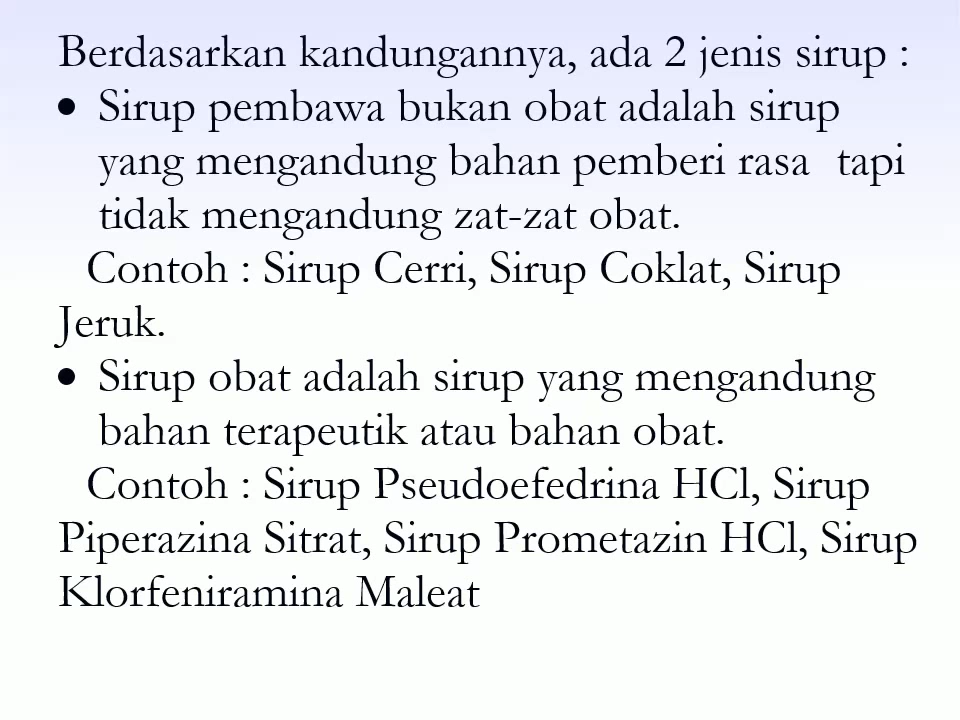 Berdasarkan kandungannya, ada 2 jenis sirup :
• Sirup pembawa bukan obat adalah sirup
yang mengandung bahan pemberi rasa tapi
tidak mengandung zat-zat obat.
Contoh : Sirup Cerri, Sirup Coklat, Sirup
Jeruk.
• Sirup obat adalah sirup yang mengandung
bahan terapeutik atau bahan obat.
Contoh : Sirup Pseudoefedrina HCl, Sirup
Piperazina Sitrat, Sirup Prometazin HCl, Sirup
Klorfeniramina Maleat